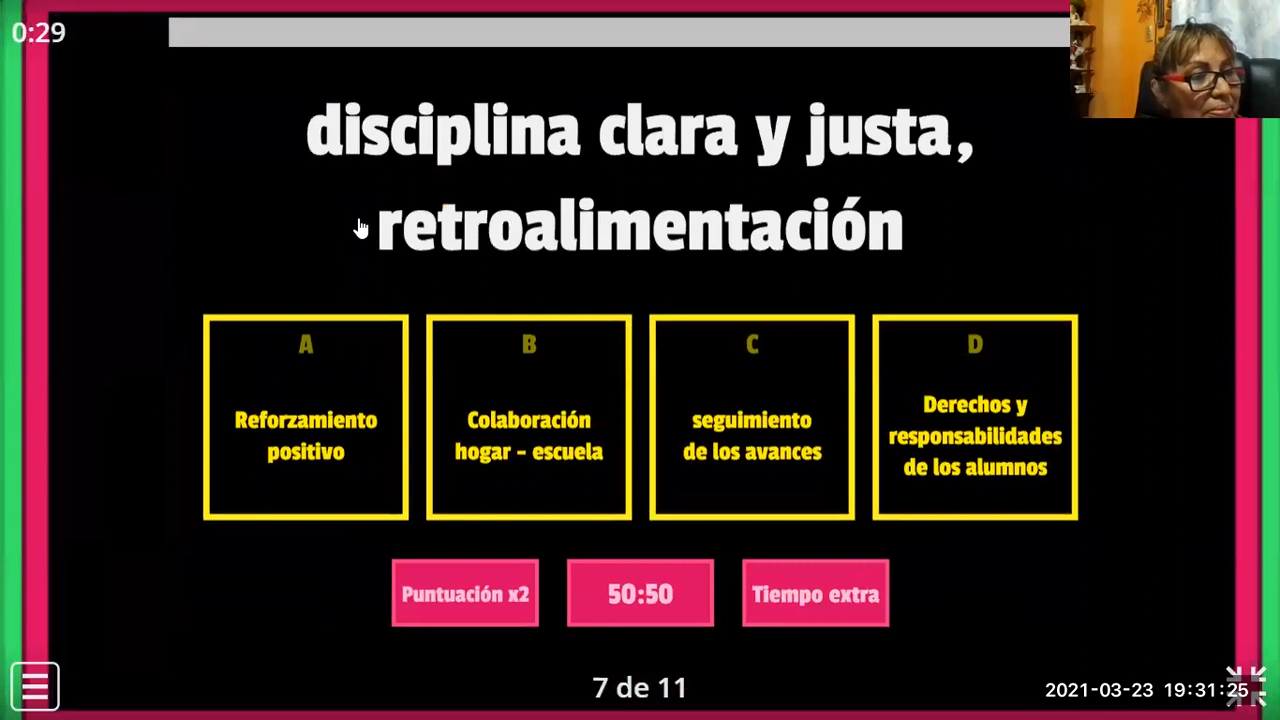 0:29
disciplina clara y justa,
retroalimentación
A
Reforzamiento
positivo
B
Colaboración
hogar - escuela
C
seguimiento
de los avances
D
Derechos y
responsabilidades
de los alumnos
Puntuación x2
50:50
Tiempo extra
7 de 11
2021-03-23 19:31:25